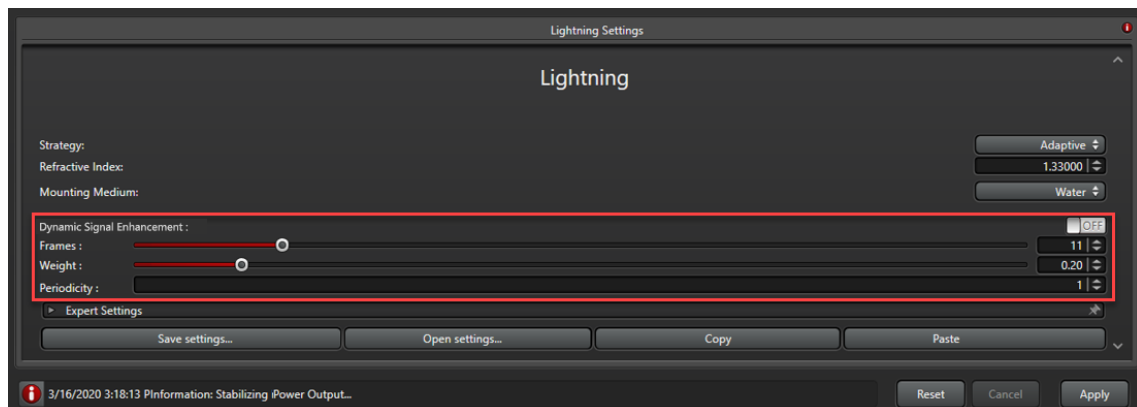 Lightning Settings
Lightning
Strategy: Adaptive
Refractive Index: 1.33000
Mounting Medium: Water
Dynamic Signal Enhancement : OFF
Frames : 11
Weight : 0.20
Periodicity : 1
Expert Settings
Save settings... Open settings... Copy Paste
3/16/2020 3:18:13 PInformation: Stabilizing iPower Output... Reset Cancel Apply